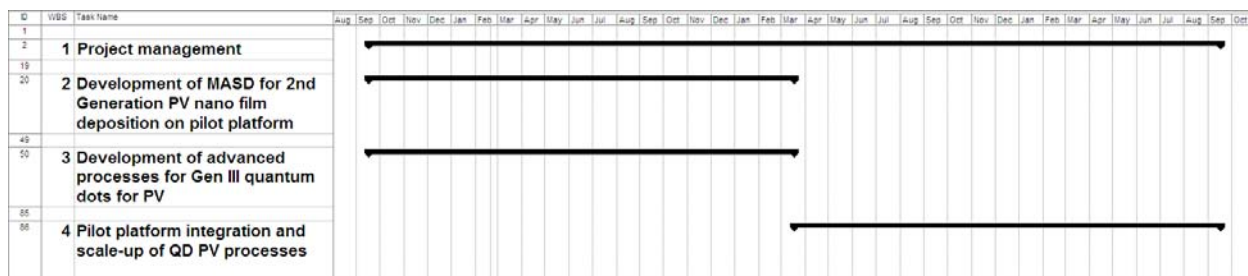 ID WBS Task Name Aug Sep Oct Nov Dec Jan Feb Mar Apr May Jun Jul Aug Sep Oct Nov Dec Jan Feb Mar Apr May Jun Jul Aug Sep Oct Nov Dec Jan Feb Mar Apr May Jun Jul Aug Sep Oct
1
2 1 Project management
19
20 2 Development of MASD for 2nd
Generation PV nano film
deposition on pilot platform
49
50 3 Development of advanced
processes for Gen III quantum
dots for PV
85
86 4 Pilot platform integration and
scale-up of QD PV processes